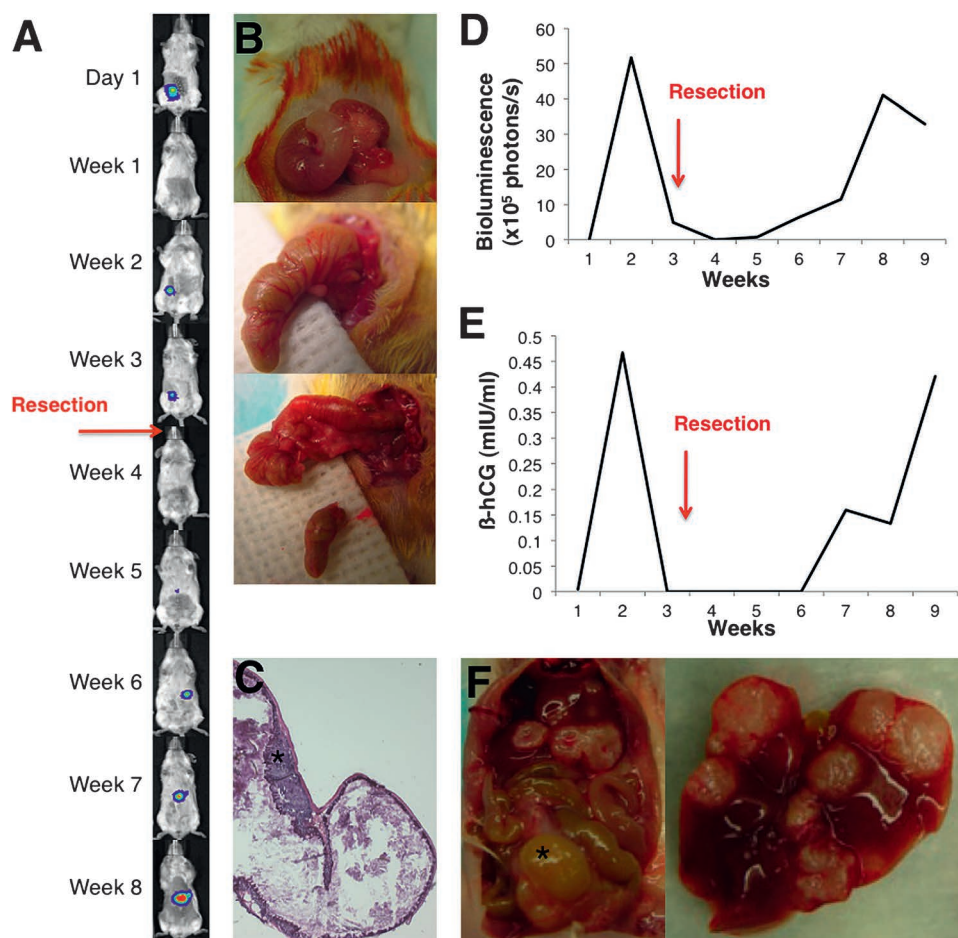 A
Day 1
Week 1
Week 2
Week 3
Resection
Week 4
Week 5
Week 6
Week 7
Week 8
B
C
*
D
Bioluminescence
(x10⁵ photons/s)
60
50
40
30
20
10
0
Resection
1 2 3 4 5 6 7 8 9
Weeks
E
ß-hCG (mIU/ml)
0.5
0.45
0.4
0.35
0.3
0.25
0.2
0.15
0.1
0.05
0
Resection
1 2 3 4 5 6 7 8 9
Weeks
F
*